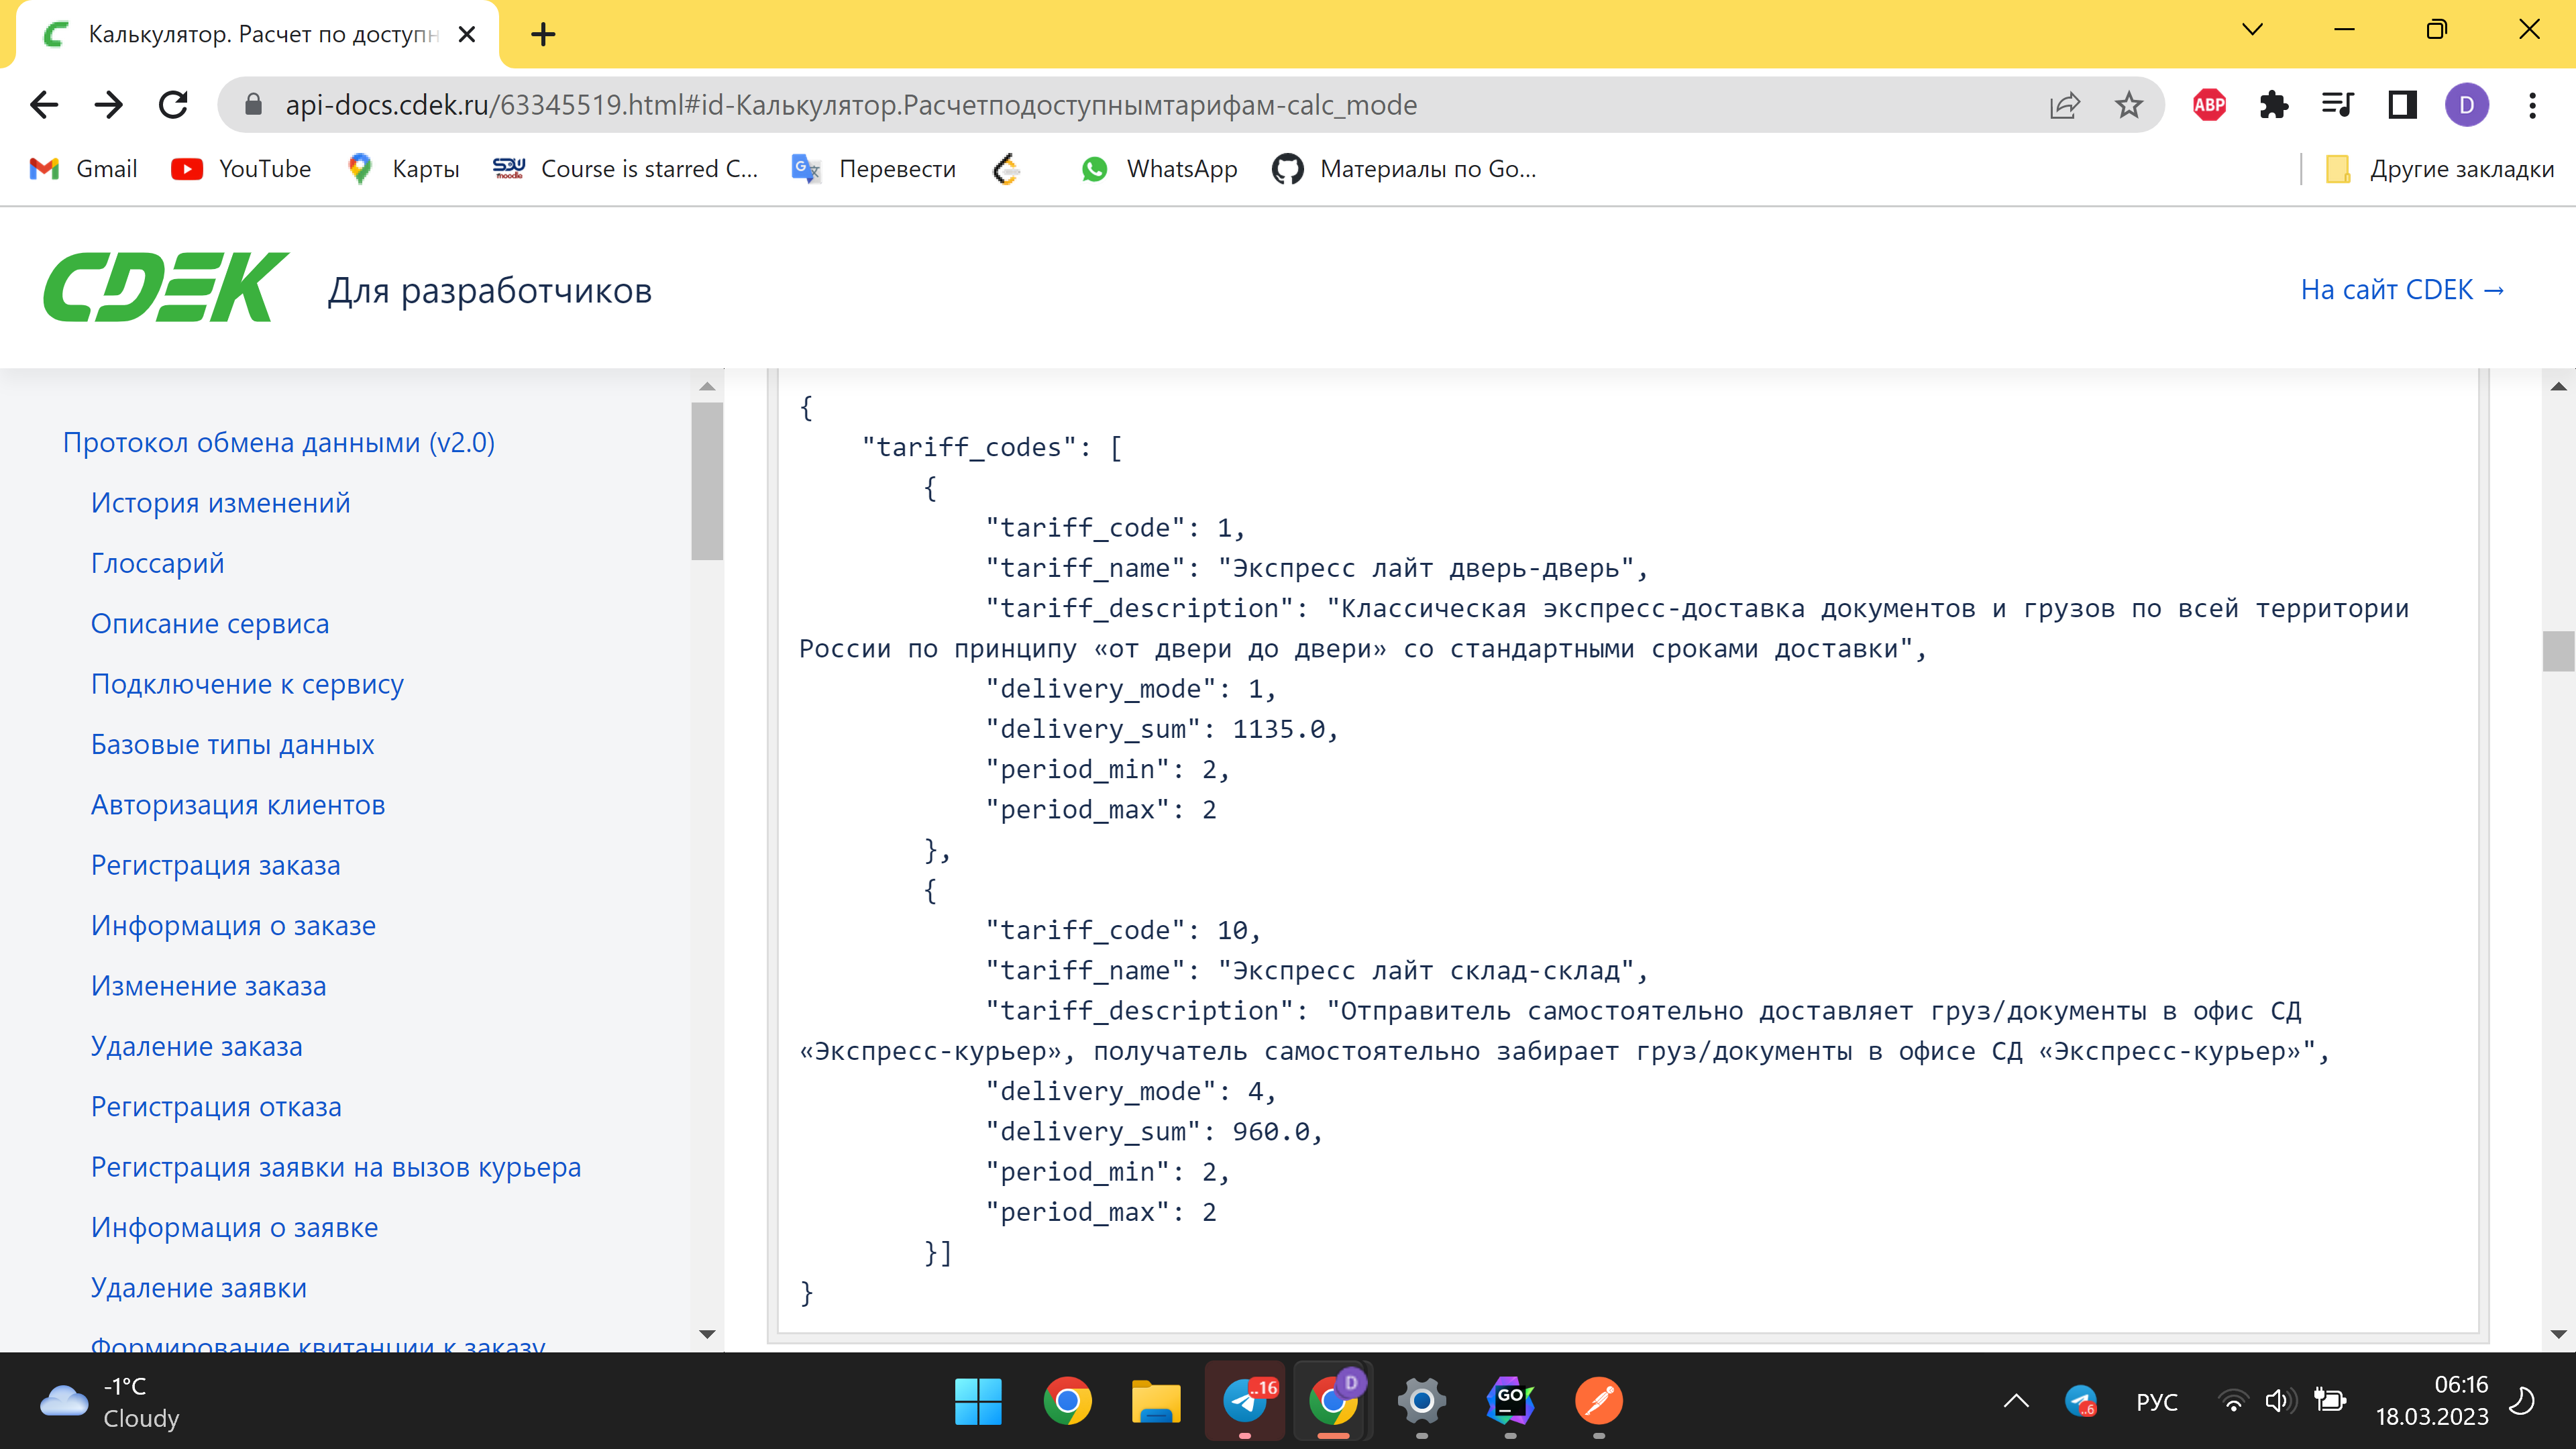 Калькулятор. Расчет по доступн
api-docs.cdek.ru/63345519.html#id-Калькулятор.Расчетподоступнымтарифам-calc_mode
ABP
D
Gmail
YouTube
Карты
SDU moodle
Course is starred C...
Перевести
WhatsApp
Материалы по Go...
Другие закладки
CDEK
Для разработчиков
На сайт CDEK →
Протокол обмена данными (v2.0)
История изменений
Глоссарий
Описание сервиса
Подключение к сервису
Базовые типы данных
Авторизация клиентов
Регистрация заказа
Информация о заказе
Изменение заказа
Удаление заказа
Регистрация отказа
Регистрация заявки на вызов курьера
Информация о заявке
Удаление заявки
Формирование квитанции к заказу
{
"tariff_codes": [
{
"tariff_code": 1,
"tariff_name": "Экспресс лайт дверь-дверь",
"tariff_description": "Классическая экспресс-доставка документов и грузов по всей территории
России по принципу «от двери до двери» со стандартными сроками доставки",
"delivery_mode": 1,
"delivery_sum": 1135.0,
"period_min": 2,
"period_max": 2
},
{
"tariff_code": 10,
"tariff_name": "Экспресс лайт склад-склад",
"tariff_description": "Отправитель самостоятельно доставляет груз/документы в офис СД
«Экспресс-курьер», получатель самостоятельно забирает груз/документы в офисе СД «Экспресс-курьер»",
"delivery_mode": 4,
"delivery_sum": 960.0,
"period_min": 2,
"period_max": 2
}]
}
-1°C
Cloudy
..16
D
GO
..6
РУС
06:16
18.03.2023